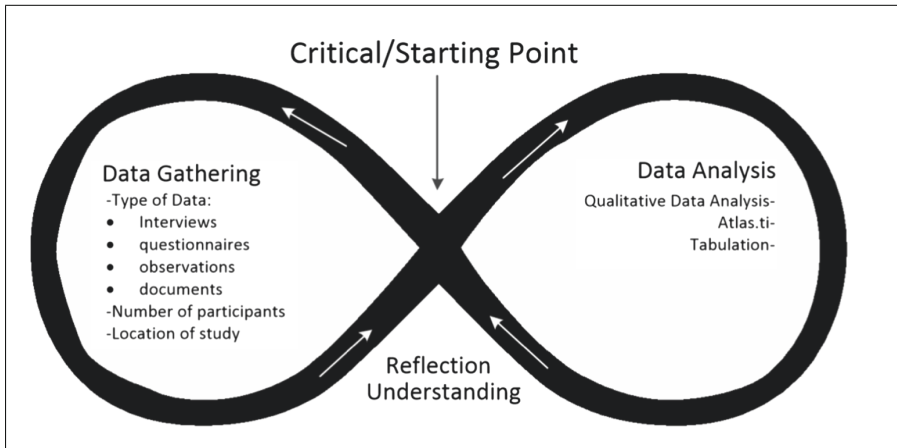 Critical/Starting Point
Data Gathering
-Type of Data:
• Interviews
• questionnaires
• observations
• documents
-Number of participants
-Location of study
Data Analysis
Qualitative Data Analysis-
Atlas.ti-
Tabulation-
Reflection
Understanding